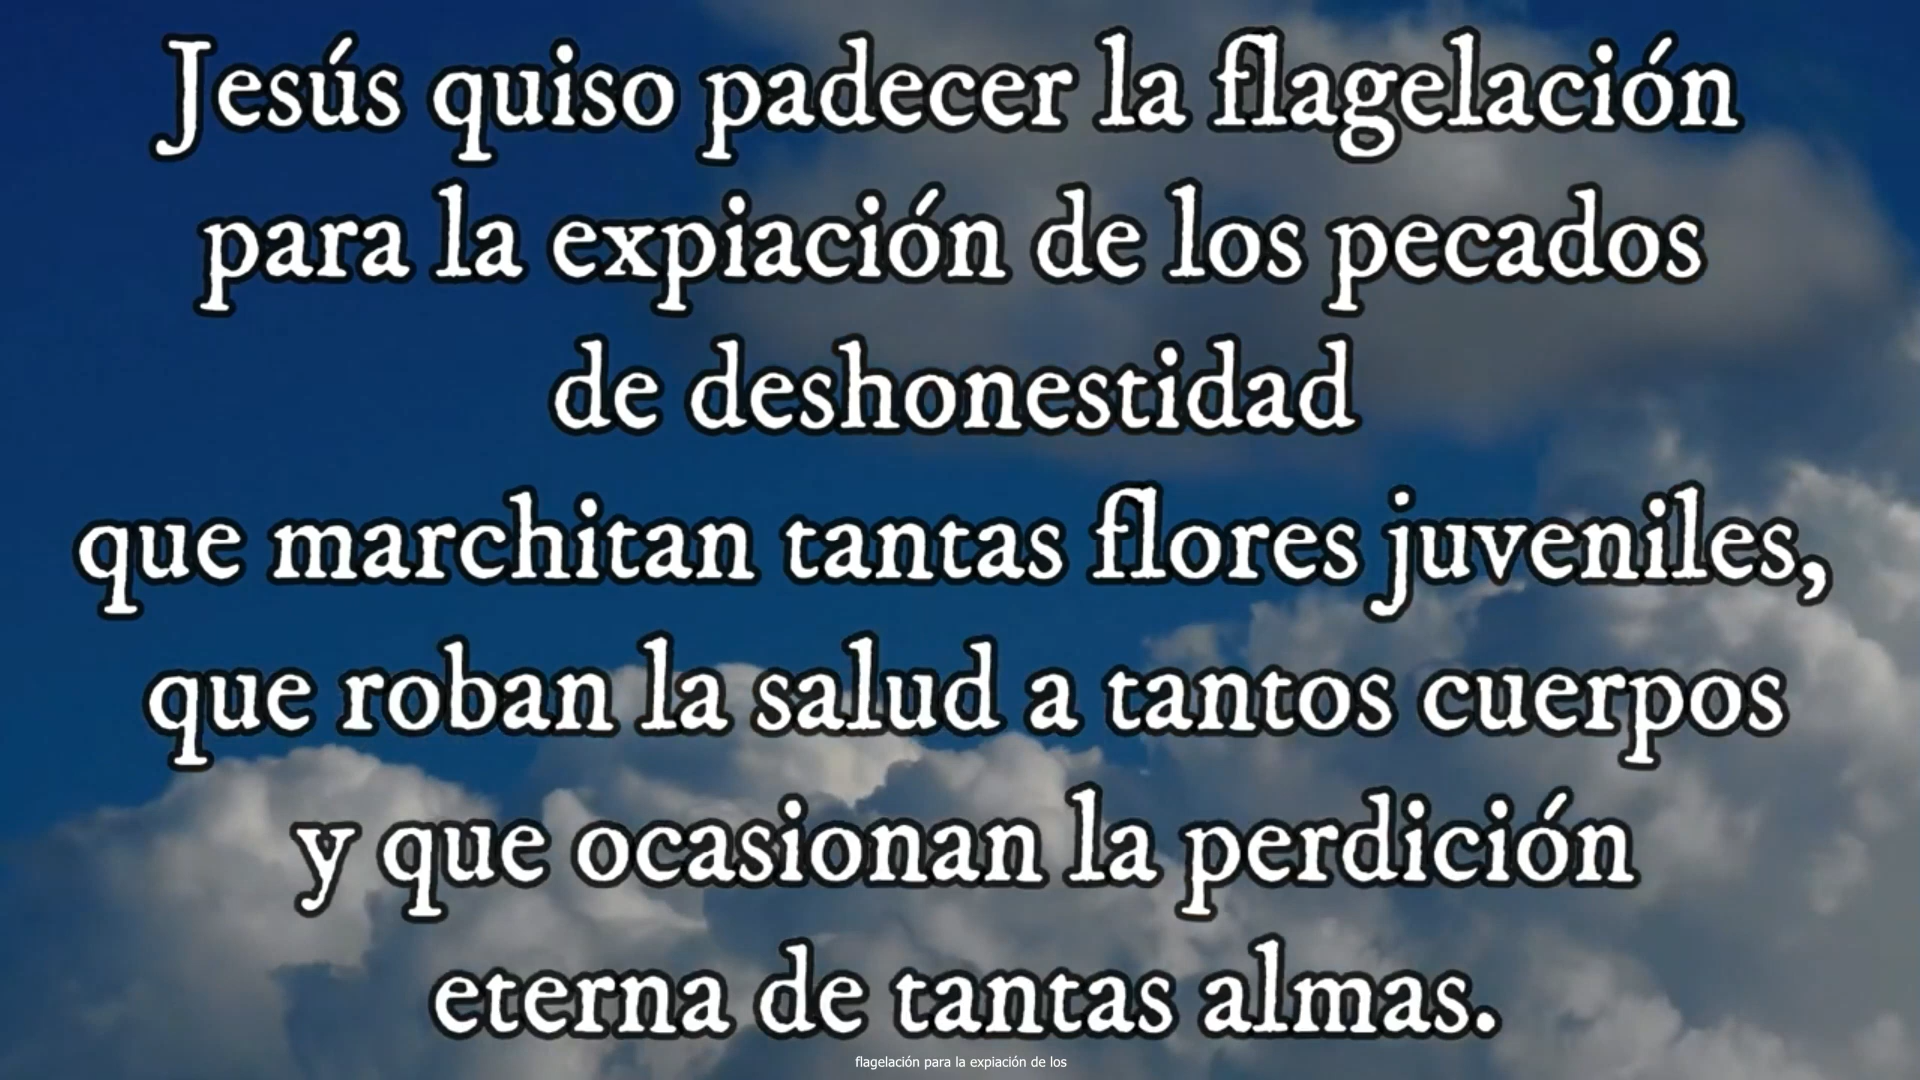 Jesús quiso padecer la flagelación
para la expiación de los pecados
de deshonestidad
que marchitan tantas flores juveniles,
que roban la salud a tantos cuerpos
y que ocasionan la perdición
eterna de tantas almas.
flagelación para la expiación de los